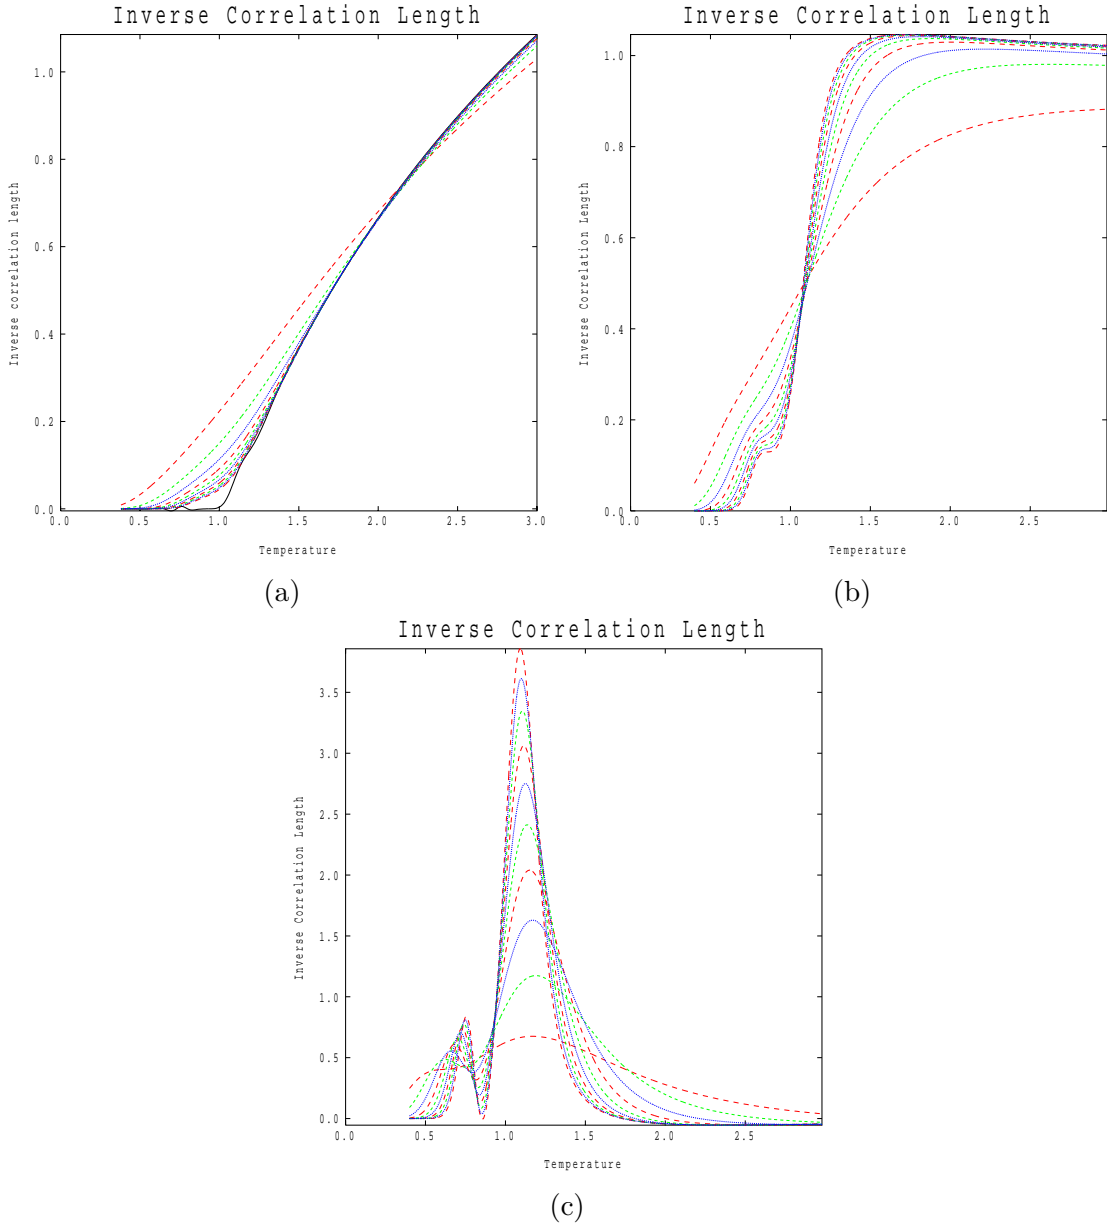 Inverse Correlation Length
Inverse correlation length
1.0
0.8
0.6
0.4
0.2
0.0
0.0 0.5 1.0 1.5 2.0 2.5 3.0
Temperature
(a)
Inverse Correlation Length
Inverse Correlation Length
1.0
0.8
0.6
0.4
0.2
0.0
0.0 0.5 1.0 1.5 2.0 2.5
Temperature
(b)
Inverse Correlation Length
Inverse Correlation Length
3.5
3.0
2.5
2.0
1.5
1.0
0.5
0.0
0.0 0.5 1.0 1.5 2.0 2.5
Temperature
(c)